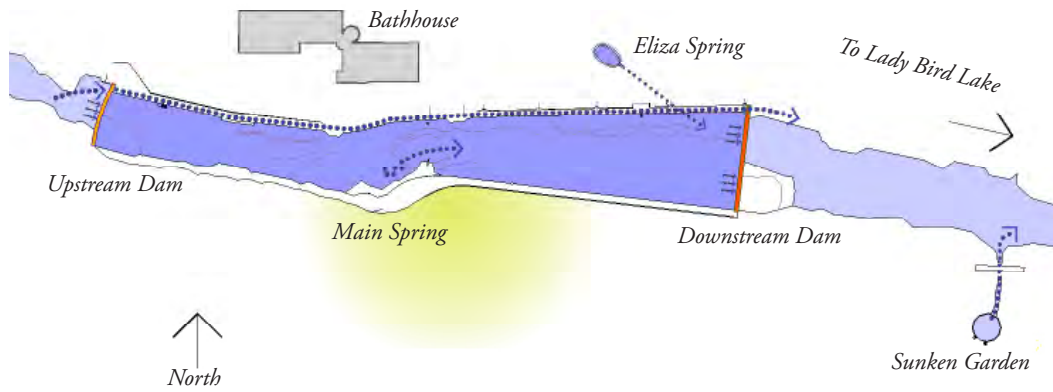 Bathhouse
Eliza Spring
To Lady Bird Lake
Upstream Dam
Main Spring
Downstream Dam
Sunken Garden
North